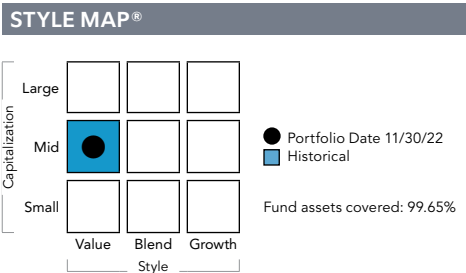 STYLE MAP®
Capitalization
Large
Mid
Small
Value Blend Growth
Style
Portfolio Date 11/30/22
Historical
Fund assets covered: 99.65%